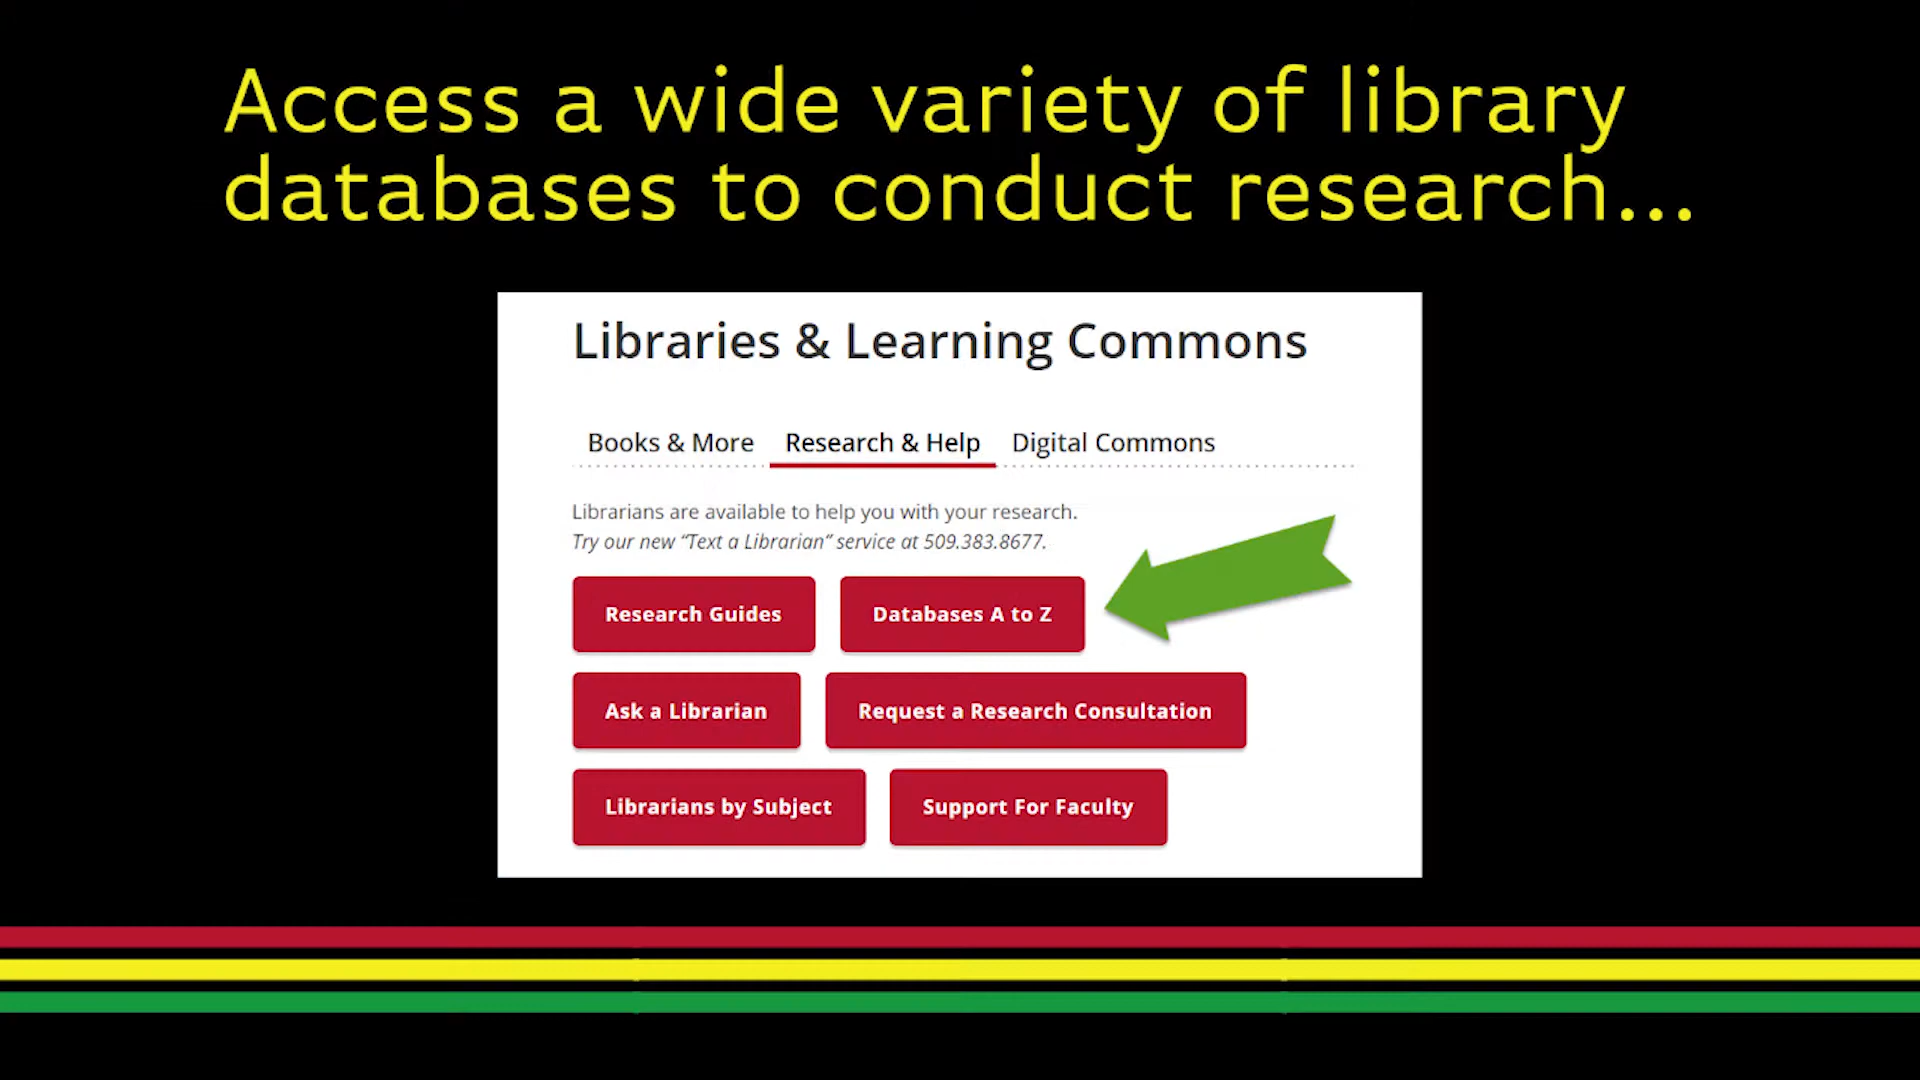 Access a wide variety of library
databases to conduct research...
Libraries & Learning Commons
Books & More Research & Help Digital Commons
Librarians are available to help you with your research.
Try our new “Text a Librarian” service at 509.383.8677.
Research Guides Databases A to Z
Ask a Librarian Request a Research Consultation
Librarians by Subject Support For Faculty